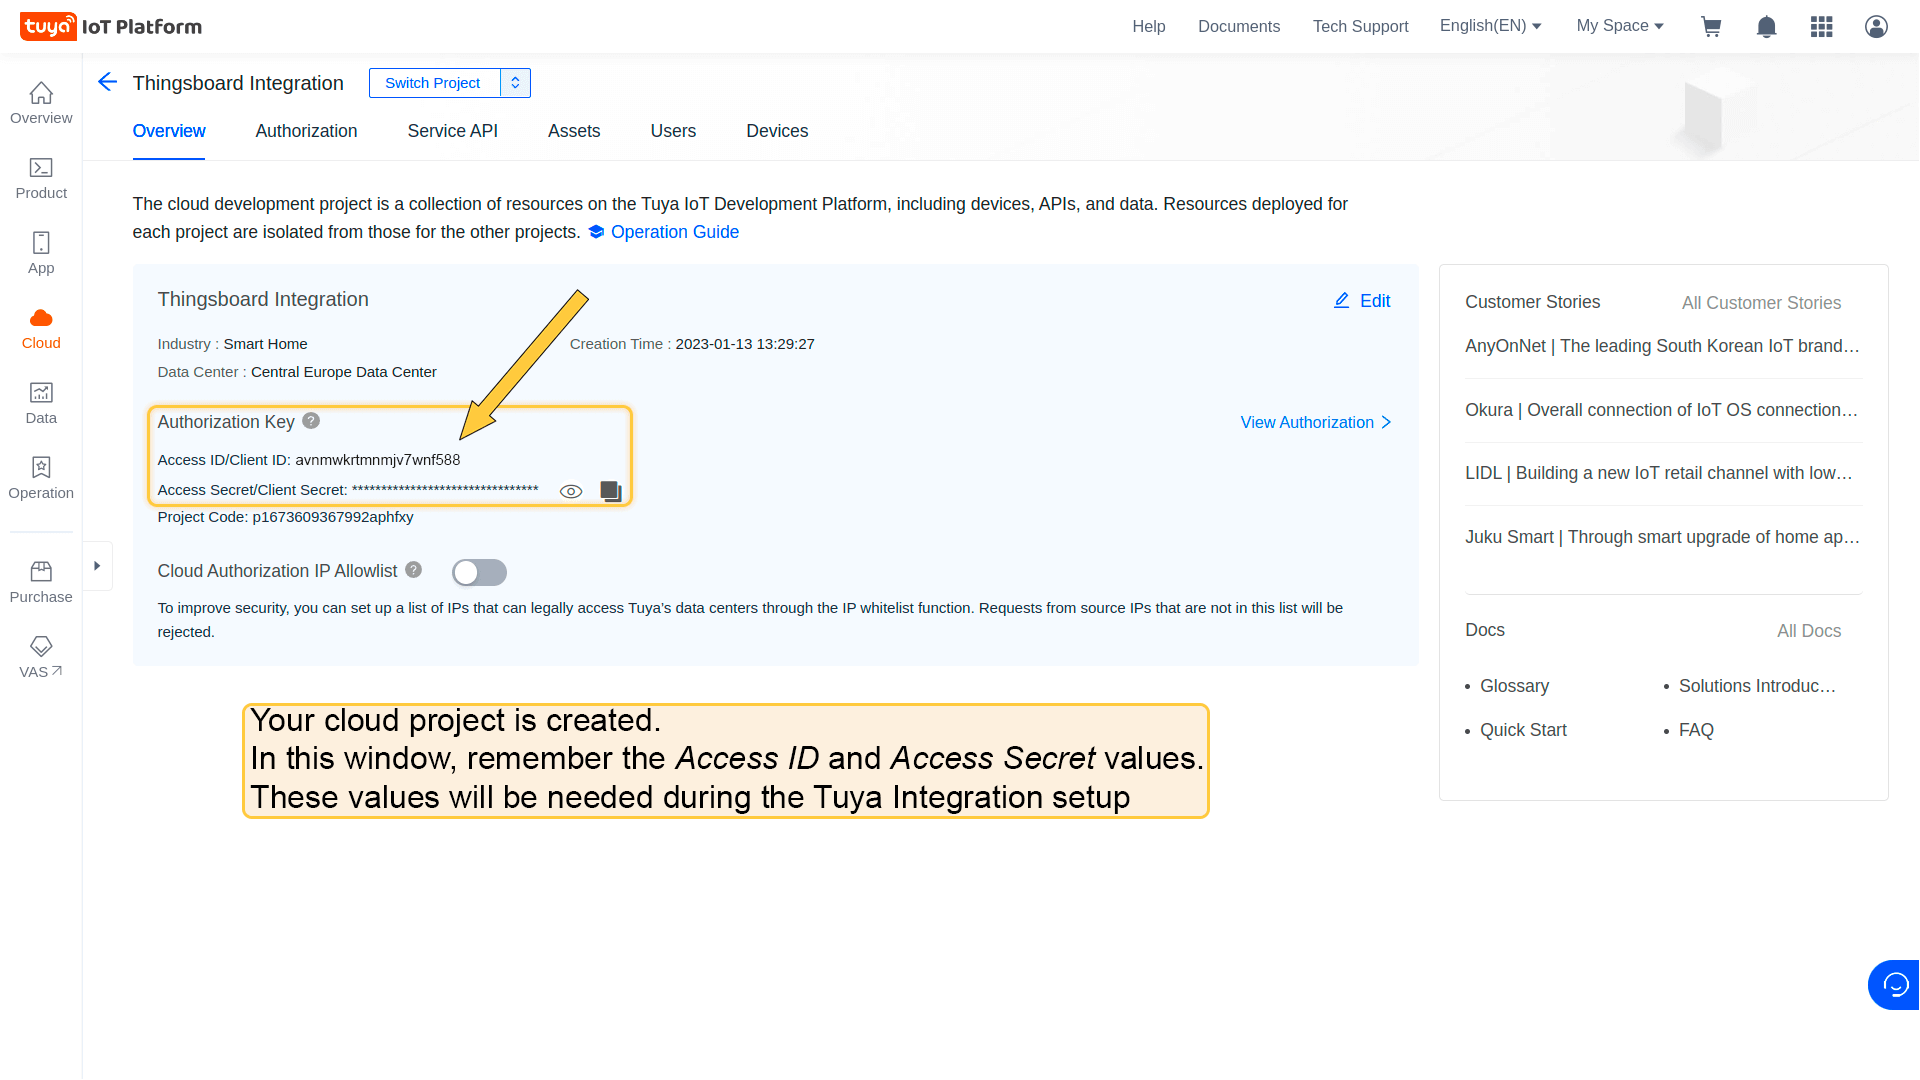 tuya IoT Platform
Help Documents Tech Support English(EN) My Space
Thingsboard Integration Switch Project
Overview Authorization Service API Assets Users Devices
Overview
Product
App
Cloud
Data
Operation
Purchase
VAS
The cloud development project is a collection of resources on the Tuya IoT Development Platform, including devices, APIs, and data. Resources deployed for
each project are isolated from those for the other projects. Operation Guide
Thingsboard Integration Edit
Industry : Smart Home Creation Time : 2023-01-13 13:29:27
Data Center : Central Europe Data Center
Authorization Key ? View Authorization
Access ID/Client ID: avnmwkrtmnmjv7wnf588
Access Secret/Client Secret: ********************************
Project Code: p1673609367992aphfxy
Cloud Authorization IP Allowlist ?
To improve security, you can set up a list of IPs that can legally access Tuya's data centers through the IP whitelist function. Requests from source IPs that are not in this list will be
rejected.
Your cloud project is created.
In this window, remember the Access ID and Access Secret values.
These values will be needed during the Tuya Integration setup
Customer Stories All Customer Stories
AnyOnNet | The leading South Korean IoT brand...
Okura | Overall connection of IoT OS connection...
LIDL | Building a new IoT retail channel with low...
Juku Smart | Through smart upgrade of home ap...
Docs All Docs
Glossary Solutions Introduc...
Quick Start FAQ